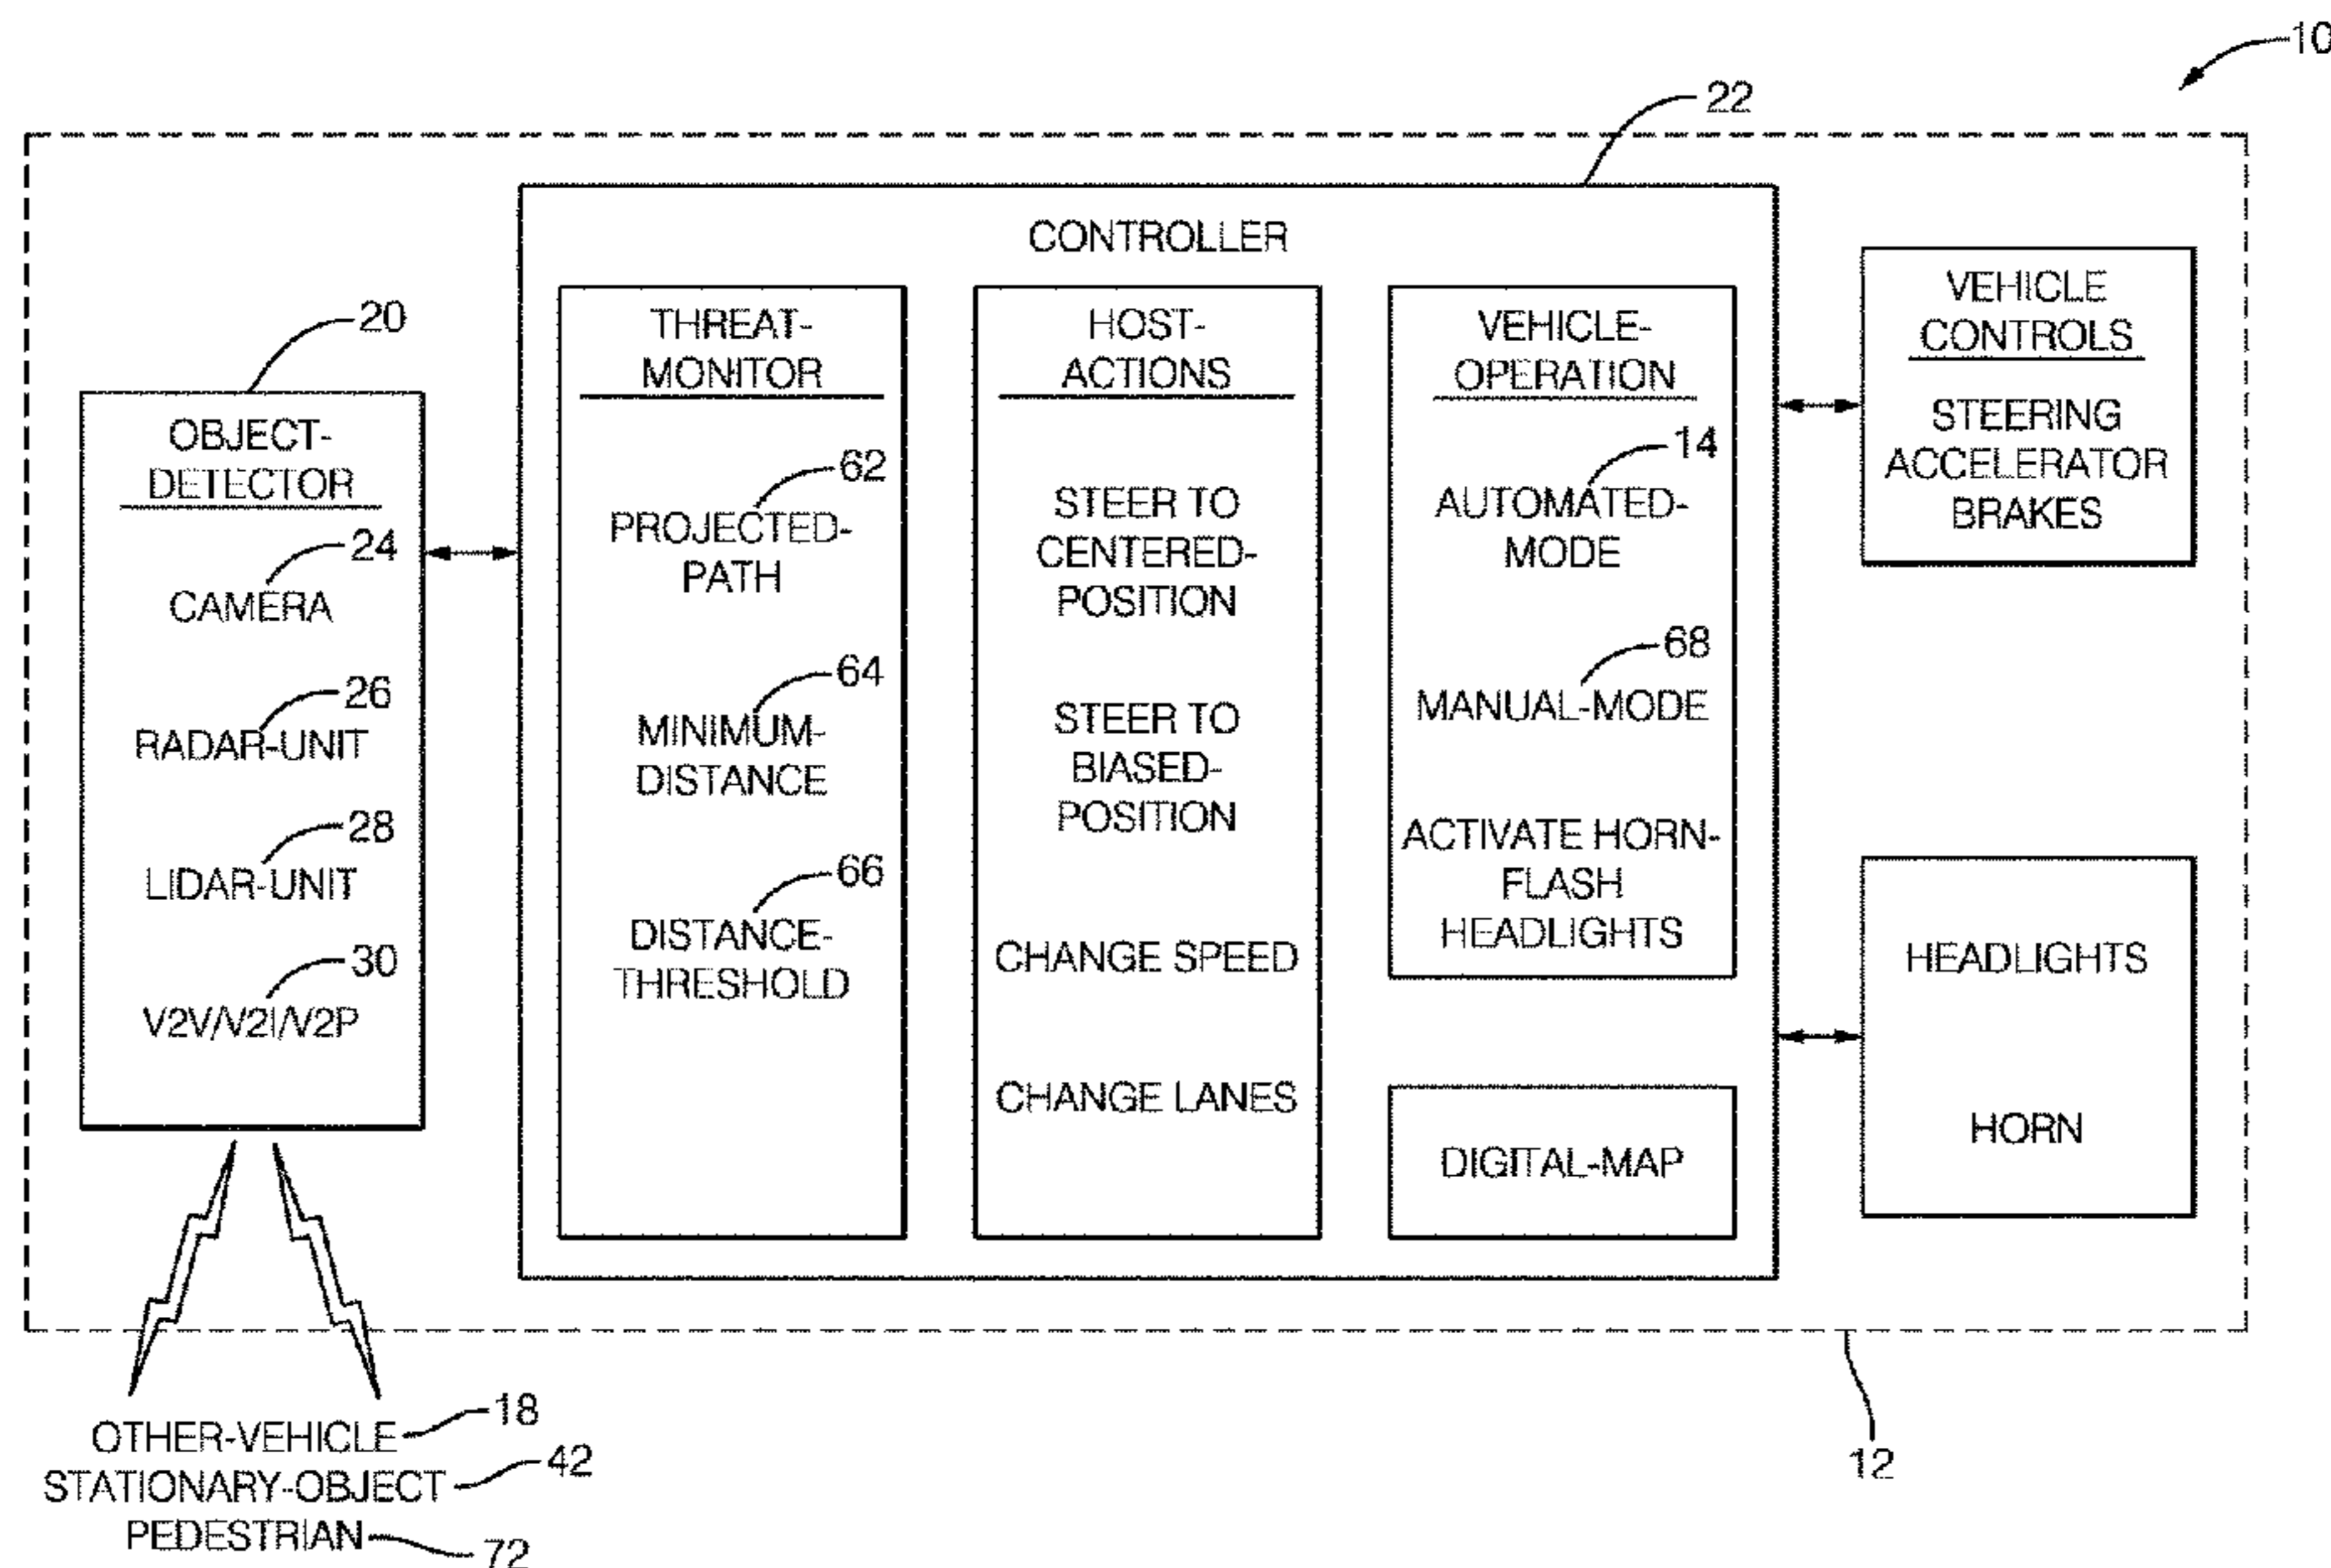 10
22
CONTROLLER
20
OBJECT-
DETECTOR
24
CAMERA
26
RADAR-UNIT
28
LIDAR-UNIT
30
V2V/V2I/V2P
THREAT-
MONITOR
62
PROJECTED-
PATH
64
MINIMUM-
DISTANCE
66
DISTANCE-
THRESHOLD
HOST-
ACTIONS
STEER TO
CENTERED-
POSITION
STEER TO
BIASED-
POSITION
CHANGE SPEED
CHANGE LANES
VEHICLE-
OPERATION
14
AUTOMATED-
MODE
68
MANUAL-MODE
ACTIVATE HORN-
FLASH
HEADLIGHTS
DIGITAL-MAP
VEHICLE
CONTROLS
STEERING
ACCELERATOR
BRAKES
HEADLIGHTS
HORN
OTHER-VEHICLE 18
STATIONARY-OBJECT 42
PEDESTRIAN 72
12